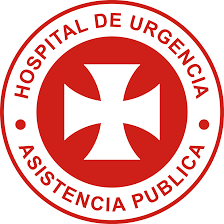 HOSPITAL DE URGENCIA
ASISTENCIA PUBLICA